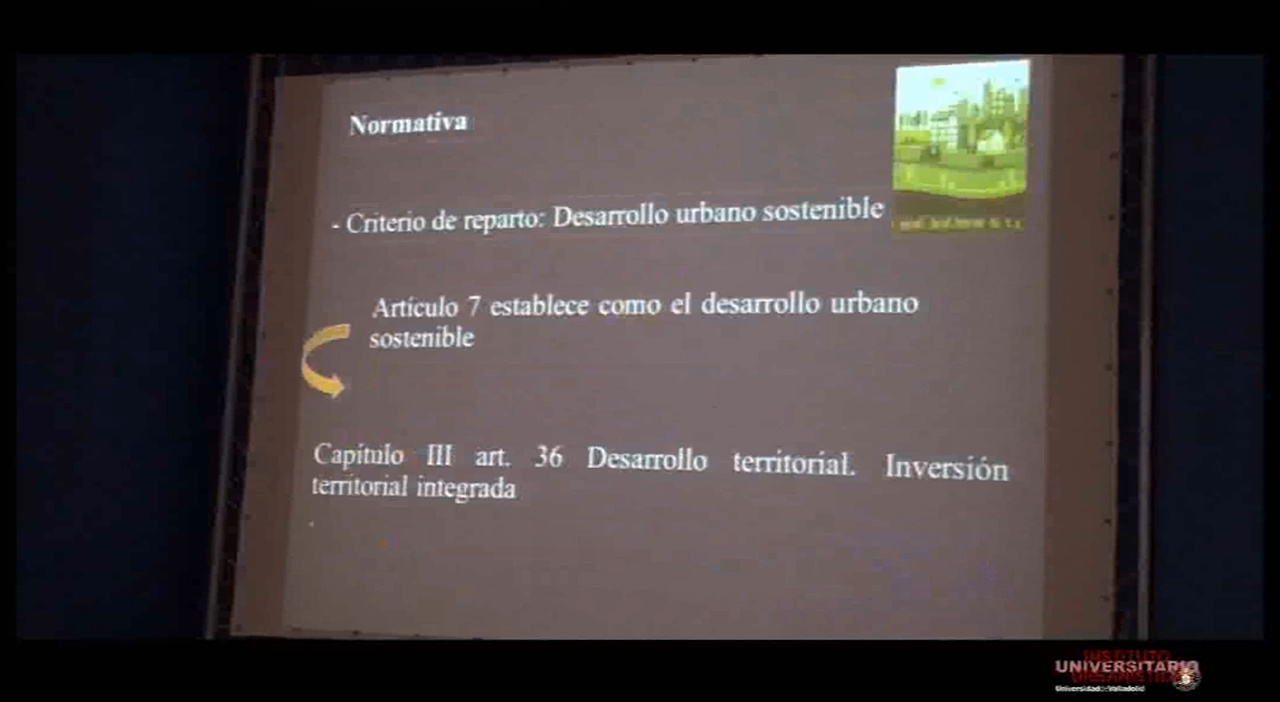 Normativa
- Criterio de reparto: Desarrollo urbano sostenible
Artículo 7 establece como el desarrollo urbano
sostenible
Capítulo III art. 36 Desarrollo territorial. Inversión
territorial integrada
INSTITUTO
UNIVERSITARIO
Universidad de Valladolid